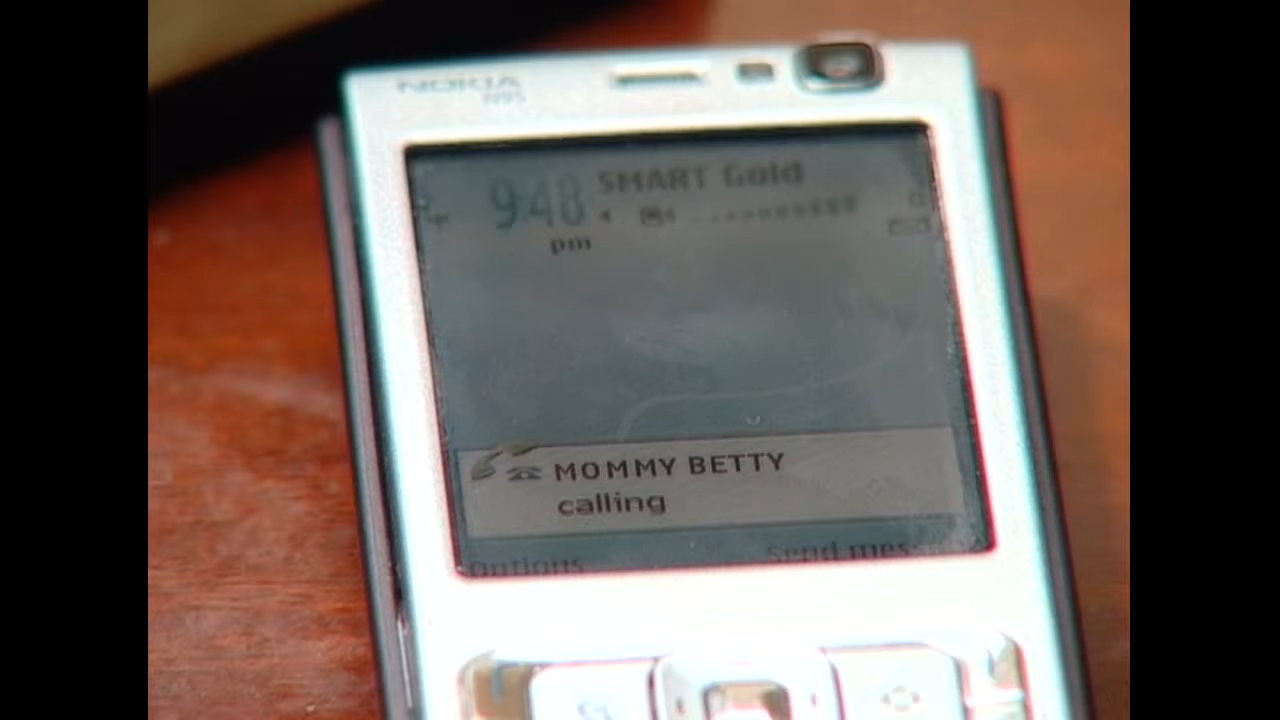 NOKIA
N95
SMART Gold
9:48
pm
MOMMY BETTY
calling
Options
Send mes